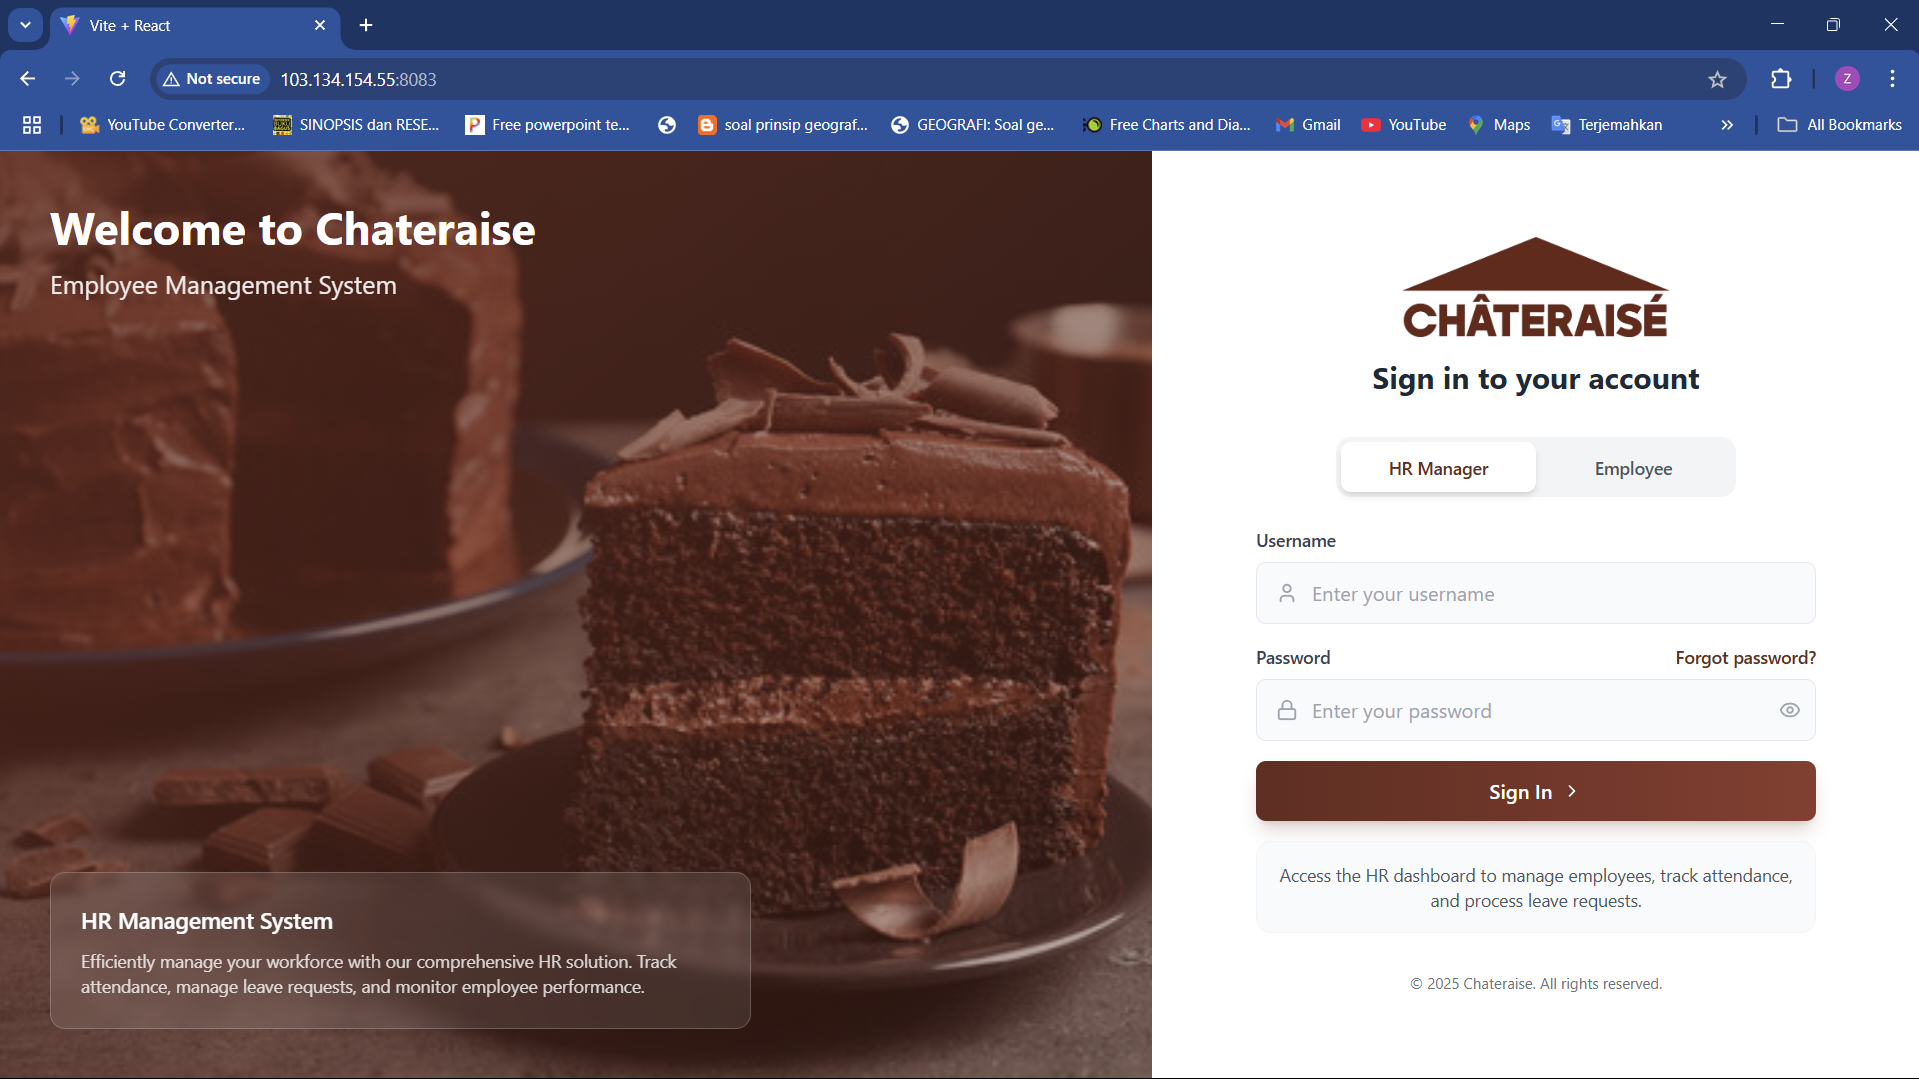 Vite + React
Not secure
103.134.154.55:8083
YouTube Converter...
SINOPSIS dan RESE...
Free powerpoint te...
soal prinsip geograf...
GEOGRAFI: Soal ge...
Free Charts and Dia...
Gmail
YouTube
Maps
Terjemahkan
All Bookmarks
Z
Welcome to Chateraise
Employee Management System
HR Management System
Efficiently manage your workforce with our comprehensive HR solution. Track
attendance, manage leave requests, and monitor employee performance.
CHÂTERAISÉ
Sign in to your account
HR Manager
Employee
Username
Enter your username
Password
Forgot password?
Enter your password
Sign In
Access the HR dashboard to manage employees, track attendance,
and process leave requests.
© 2025 Chateraise. All rights reserved.